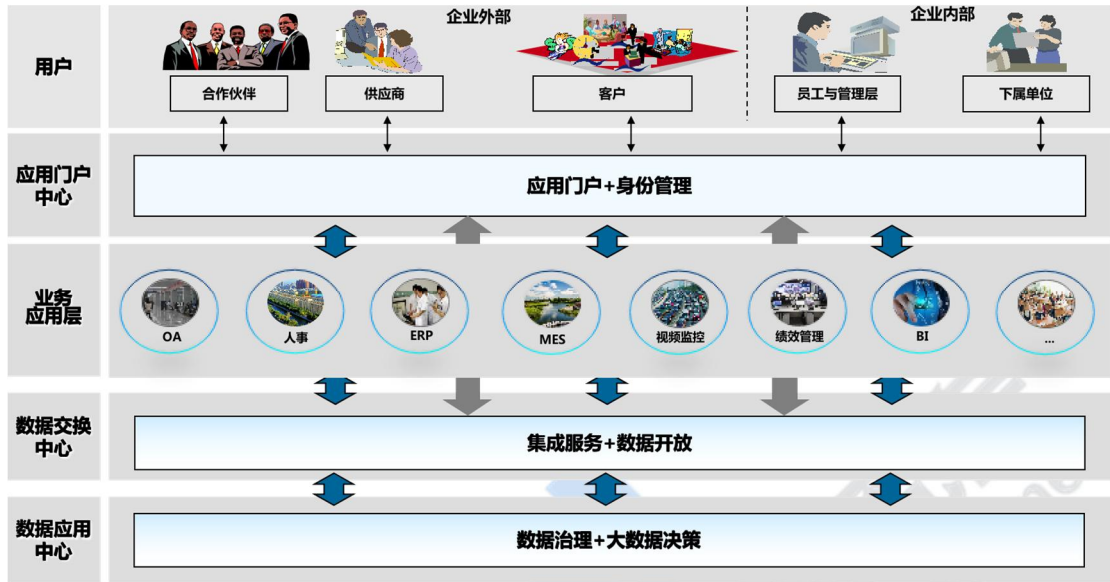 企业外部
企业内部
用户
合作伙伴
供应商
客户
员工与管理层
下属单位
应用门户
中心
应用门户+身份管理
业务
应用层
OA
人事
ERP
MES
视频监控
绩效管理
BI
...
数据交换
中心
集成服务+数据开放
数据应用
中心
数据治理+大数据决策